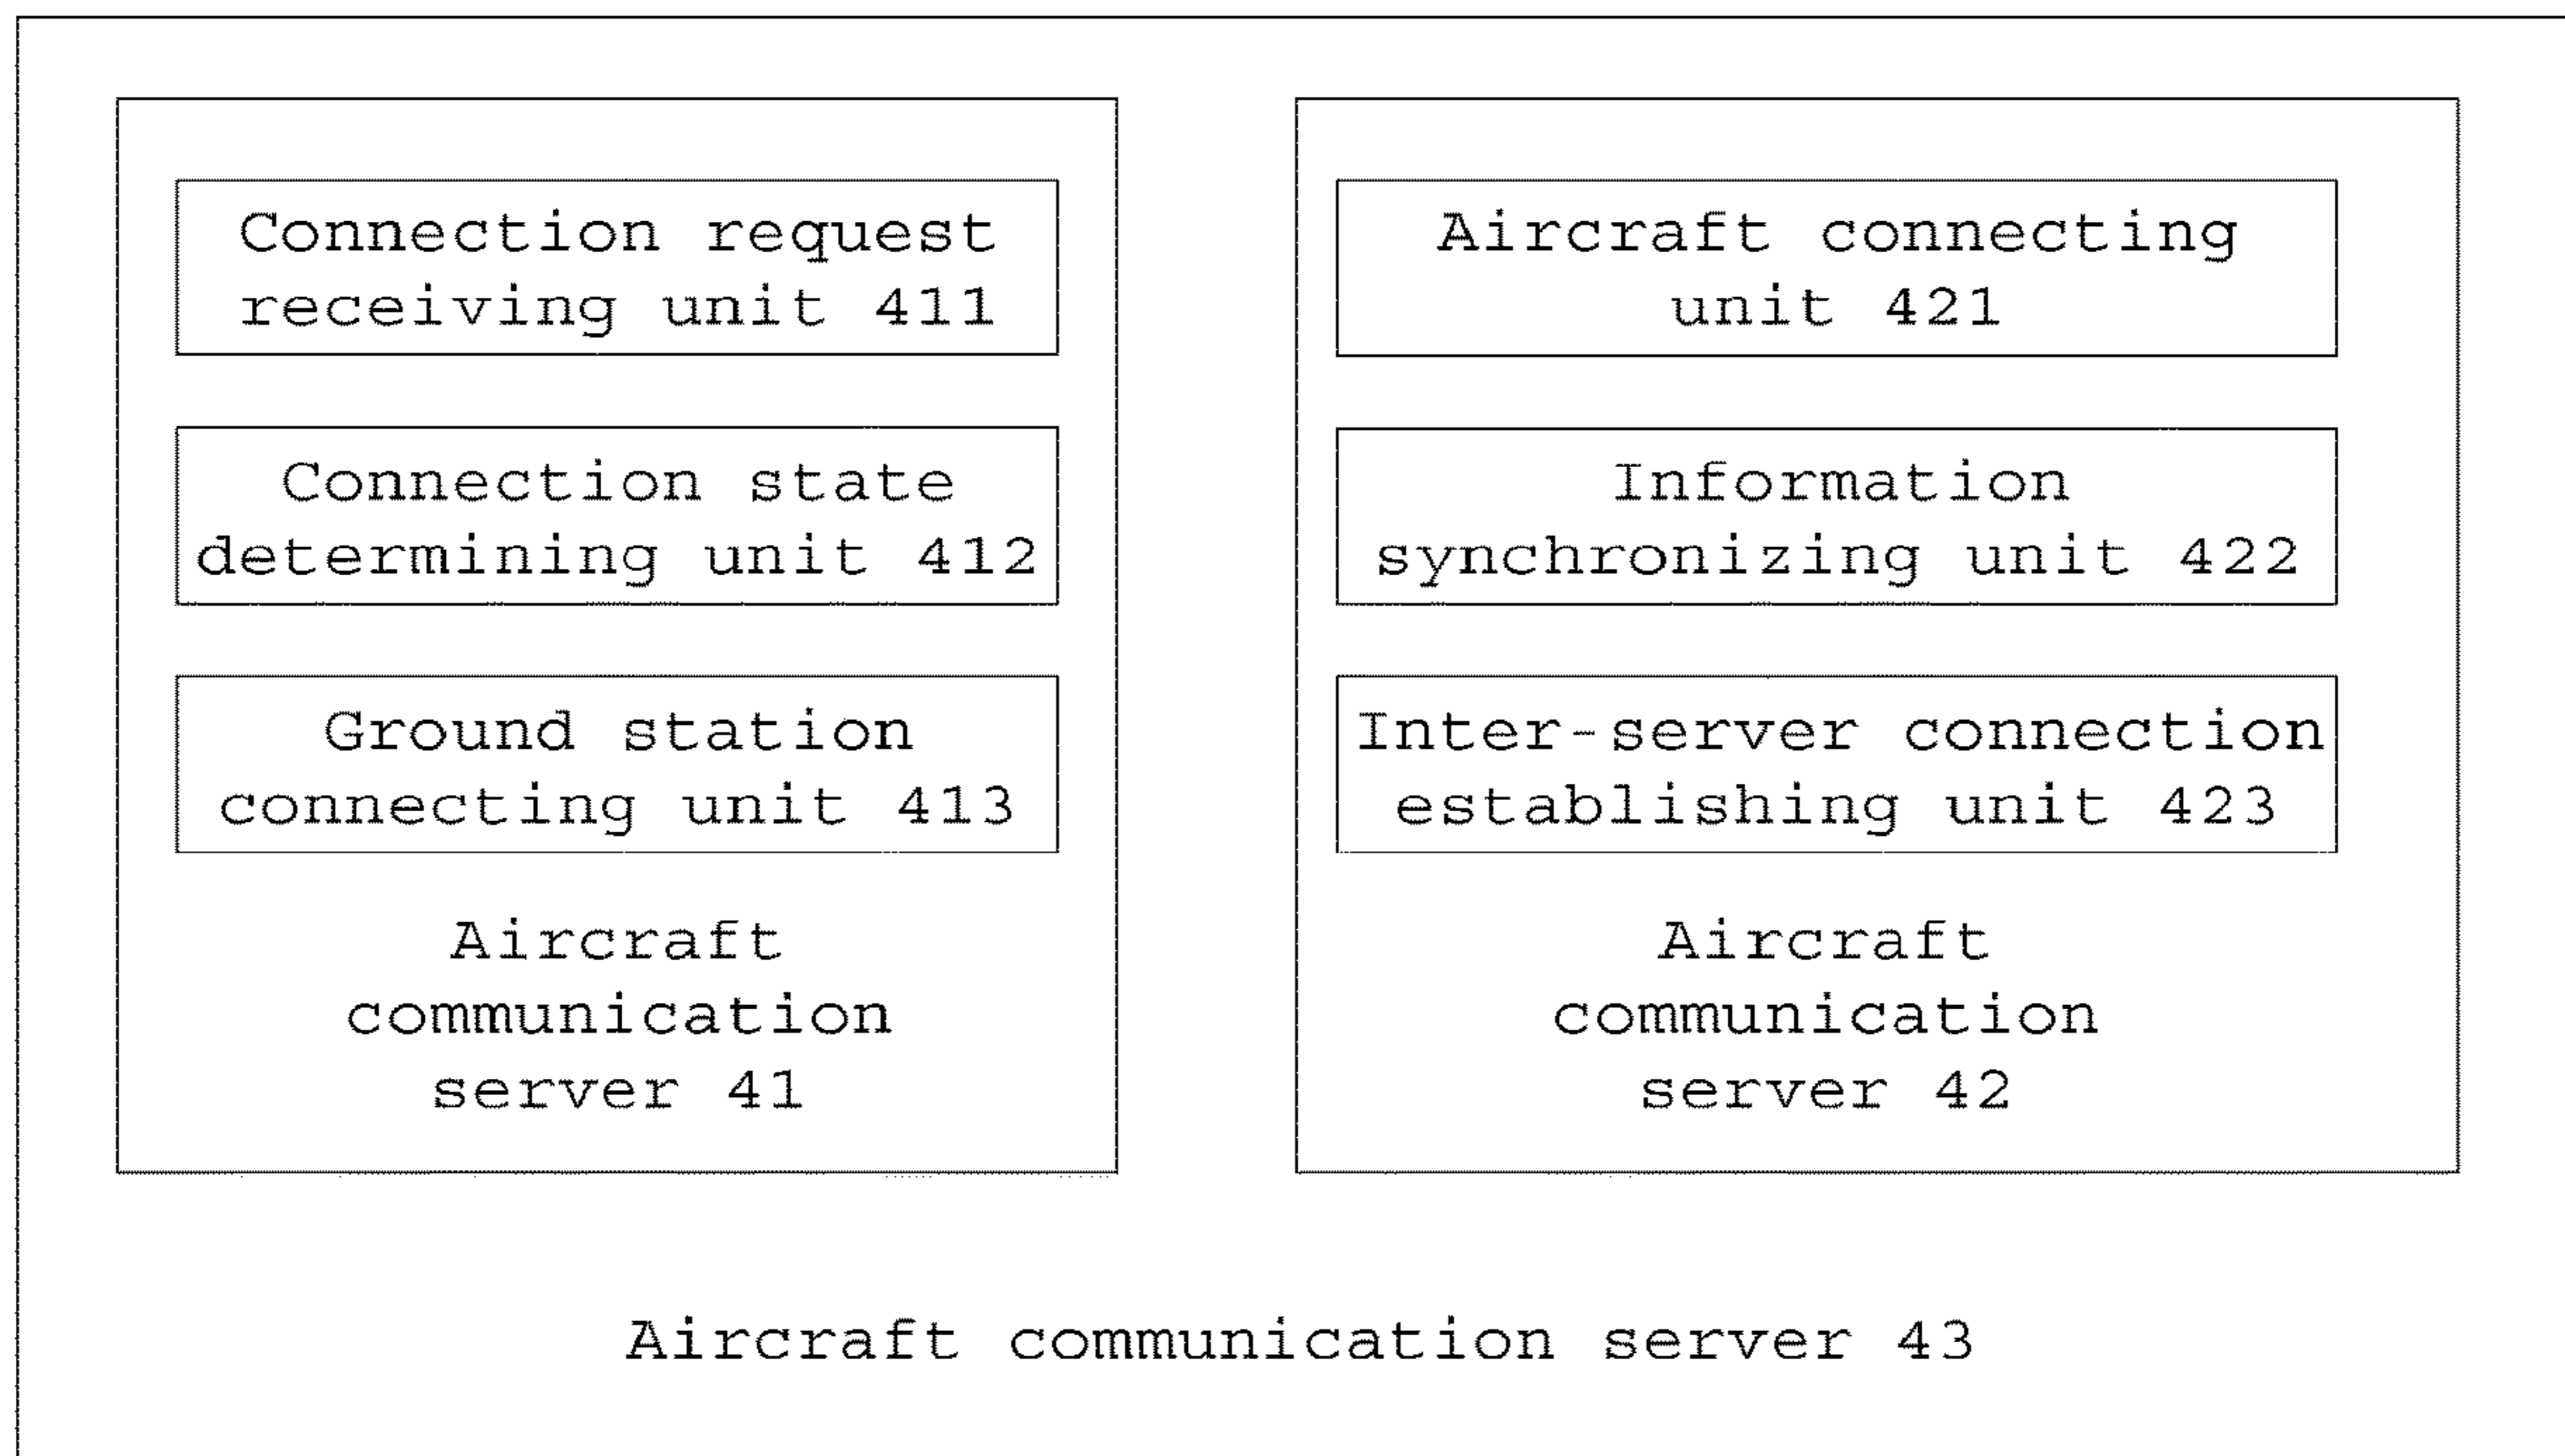 Connection request
receiving unit 411
Connection state
determining unit 412
Ground station
connecting unit 413
Aircraft
communication
server 41
Aircraft connecting
unit 421
Information
synchronizing unit 422
Inter-server connection
establishing unit 423
Aircraft
communication
server 42
Aircraft communication server 43